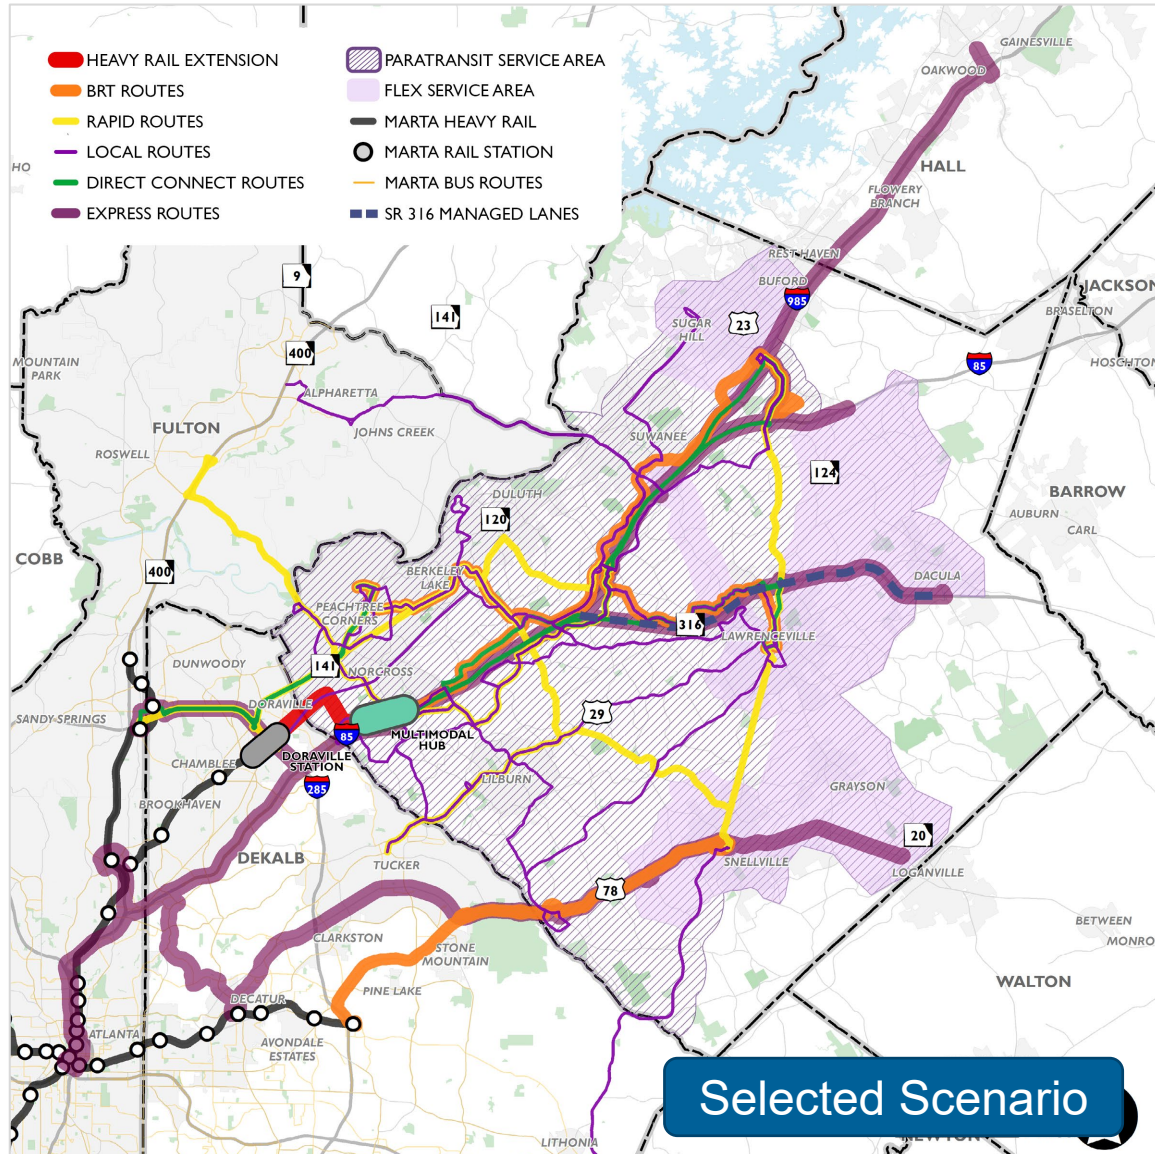 HEAVY RAIL EXTENSION
BRT ROUTES
RAPID ROUTES
LOCAL ROUTES
DIRECT CONNECT ROUTES
EXPRESS ROUTES
PARATRANSIT SERVICE AREA
FLEX SERVICE AREA
MARTA HEAVY RAIL
MARTA RAIL STATION
MARTA BUS ROUTES
SR 316 MANAGED LANES
GAINESVILLE
OAKWOOD
HALL
FLOWERY
BRANCH
REST HAVEN
BUFORD
985
23
SUGAR
HILL
JACKSON
BRASELTON
HOSCHTON
85
HO
9
141
400
MOUNTAIN
PARK
ALPHARETTA
FULTON
JOHNS CREEK
ROSWELL
SUWANEE
124
BARROW
AUBURN
CARL
DULUTH
120
COBB
400
BERKELEY
LAKE
DACULA
PEACHTREE
CORNERS
316
LAWRENCEVILLE
DUNWOODY
141
NORCROSS
SANDY SPRINGS
DORAVILLE
29
85
MULTIMODAL
HUB
CHAMBLEE
DORAVILLE
STATION
285
LILBURN
BROOKHAVEN
GRAYSON
20
DEKALB
TUCKER
SNELLVILLE
LOGANVILLE
78
CLARKSTON
STONE
MOUNTAIN
BETWEEN
MONRO
PINE LAKE
WALTON
DECATUR
ATLANTA
AVONDALE
ESTATES
Selected Scenario
LITHONIA
NEWTON